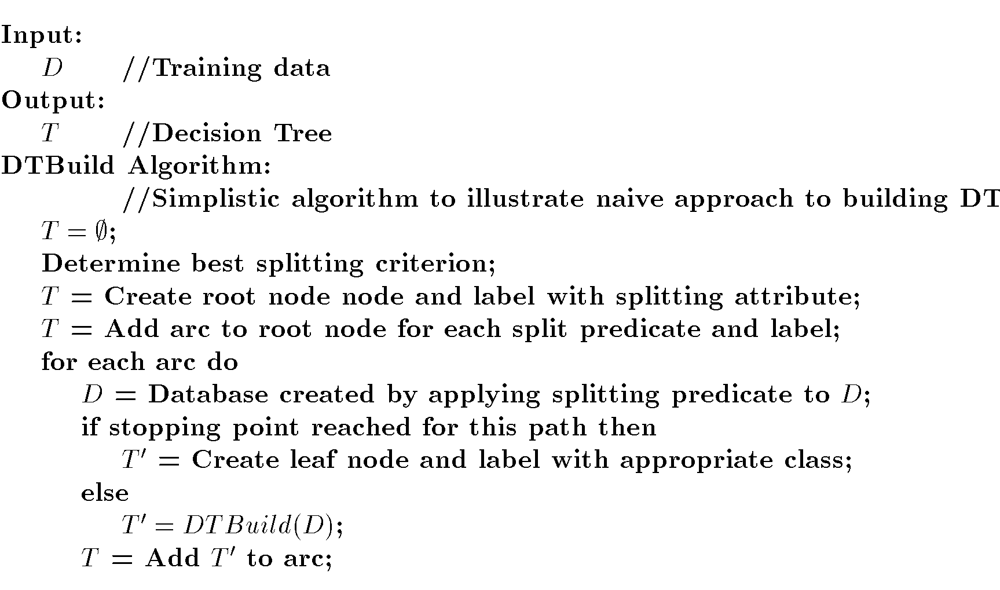 Input:
D //Training data
Output:
T //Decision Tree
DTBuild Algorithm:
//Simplistic algorithm to illustrate naive approach to building DT
T = ∅;
Determine best splitting criterion;
T = Create root node node and label with splitting attribute;
T = Add arc to root node for each split predicate and label;
for each arc do
D = Database created by applying splitting predicate to D;
if stopping point reached for this path then
T′ = Create leaf node and label with appropriate class;
else
T′ = DTBuild(D);
T = Add T′ to arc;